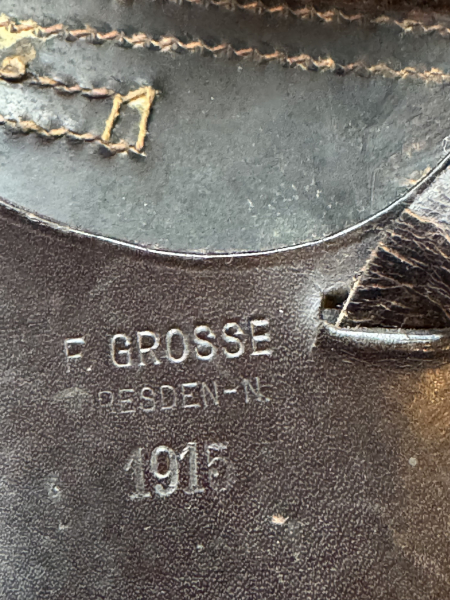 F. GROSSE
DRESDEN-N.
1915